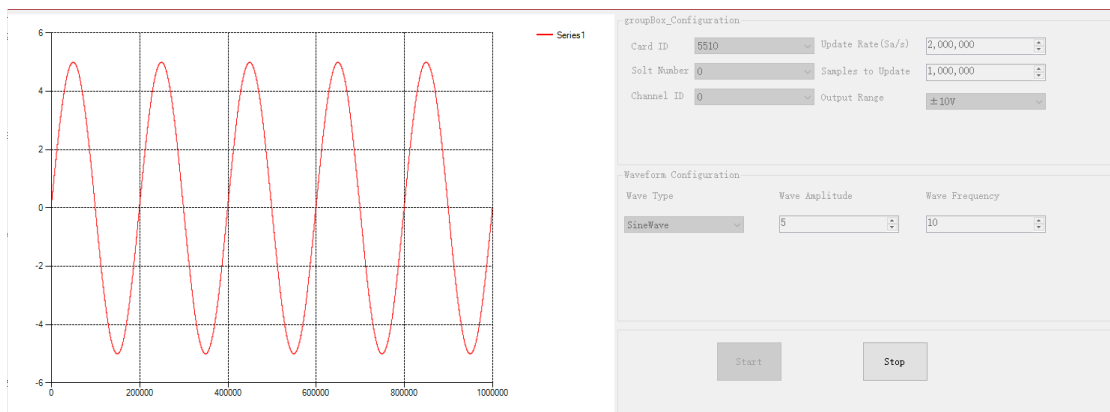 6
4
2
0
-2
-4
-6
0 200000 400000 600000 800000 1000000
Series1
groupBox_Configuration
Card ID 5510 Update Rate(Sa/s) 2,000,000
Solt Number 0 Samples to Update 1,000,000
Channel ID 0 Output Range ±10V
Waveform Configuration
Wave Type Wave Amplitude Wave Frequency
SineWave 5 10
Start Stop